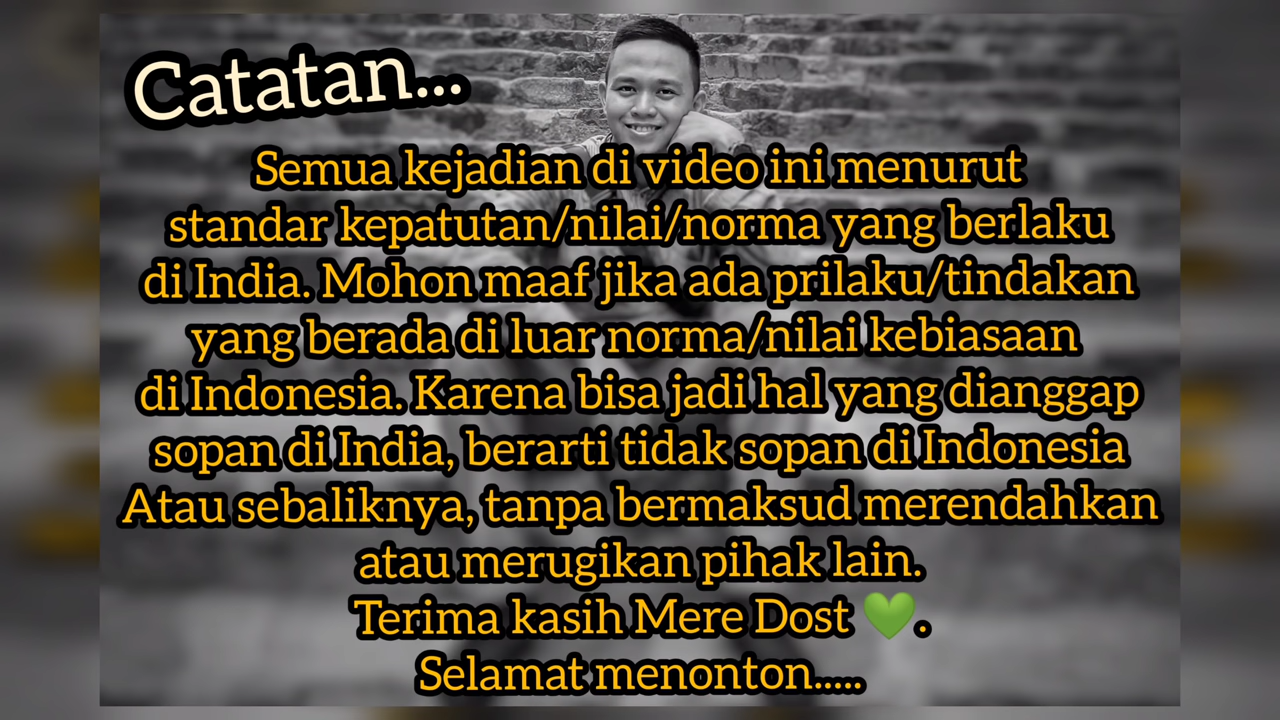 Catatan...
Semua kejadian di video ini menurut
standar kepatutan/nilai/norma yang berlaku
di India. Mohon maaf jika ada prilaku/tindakan
yang berada di luar norma/nilai kebiasaan
di Indonesia. Karena bisa jadi hal yang dianggap
sopan di India, berarti tidak sopan di Indonesia
Atau sebaliknya, tanpa bermaksud merendahkan
atau merugikan pihak lain.
Terima kasih Mere Dost 💚.
Selamat menonton.....